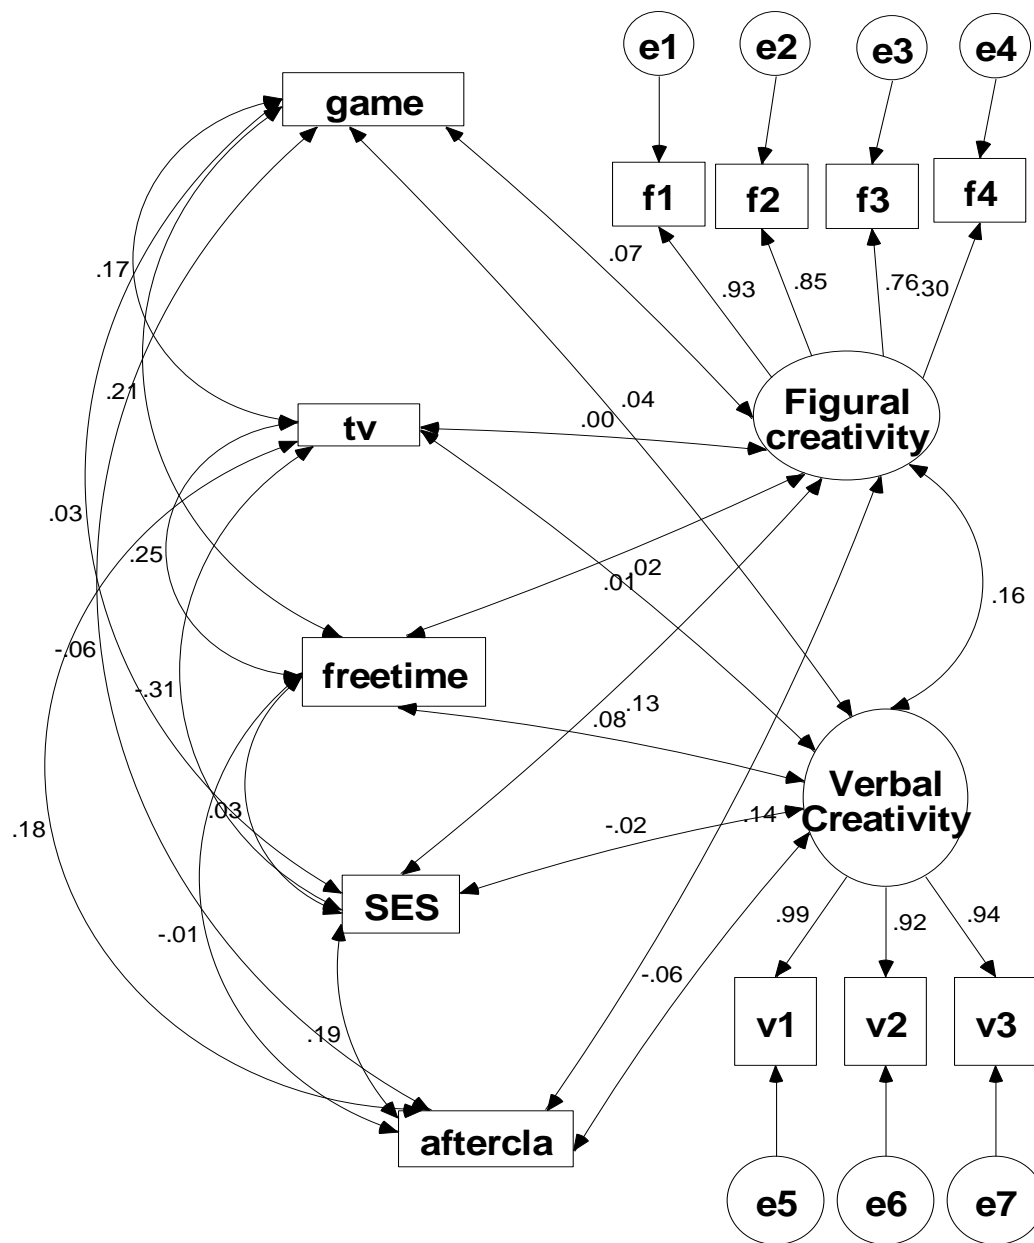 e1
e2
e3
e4
game
f1
f2
f3
f4
.07
.17
.93
.85
.76
.30
.21
tv
.00
.04
Figural
creativity
.03
.25
.01
.02
.16
-.06
freetime
-.31
.08
.13
Verbal
Creativity
.18
.03
-.02
.14
SES
-.01
.99
.92
.94
-.06
.19
v1
v2
v3
aftercla
e5
e6
e7